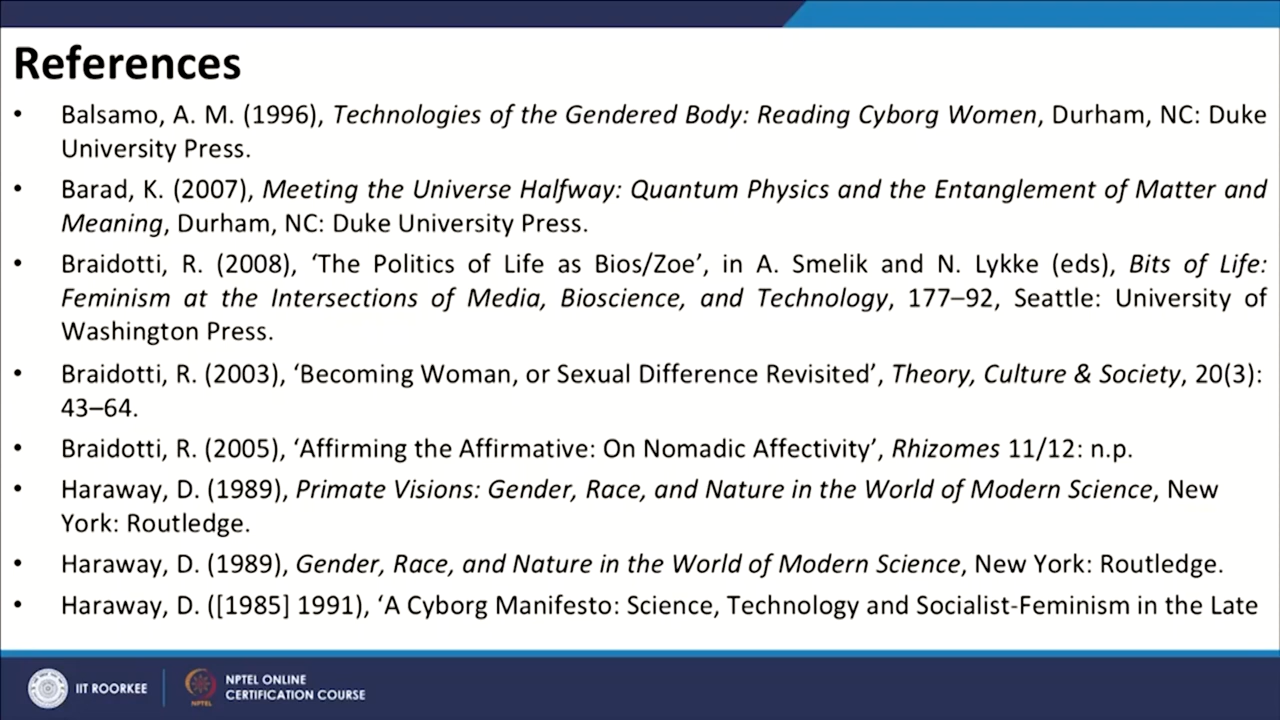 References
• Balsamo, A. M. (1996), Technologies of the Gendered Body: Reading Cyborg Women, Durham, NC: Duke
University Press.
• Barad, K. (2007), Meeting the Universe Halfway: Quantum Physics and the Entanglement of Matter and
Meaning, Durham, NC: Duke University Press.
• Braidotti, R. (2008), ‘The Politics of Life as Bios/Zoe’, in A. Smelik and N. Lykke (eds), Bits of Life:
Feminism at the Intersections of Media, Bioscience, and Technology, 177–92, Seattle: University of
Washington Press.
• Braidotti, R. (2003), ‘Becoming Woman, or Sexual Difference Revisited’, Theory, Culture & Society, 20(3):
43–64.
• Braidotti, R. (2005), ‘Affirming the Affirmative: On Nomadic Affectivity’, Rhizomes 11/12: n.p.
• Haraway, D. (1989), Primate Visions: Gender, Race, and Nature in the World of Modern Science, New
York: Routledge.
• Haraway, D. (1989), Gender, Race, and Nature in the World of Modern Science, New York: Routledge.
• Haraway, D. ([1985] 1991), ‘A Cyborg Manifesto: Science, Technology and Socialist-Feminism in the Late
IIT ROORKEE
NPTEL
NPTEL ONLINE
CERTIFICATION COURSE